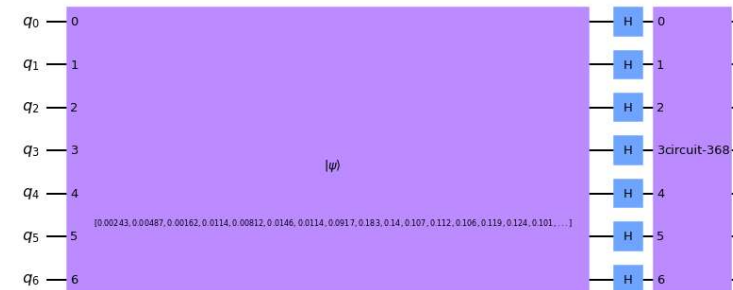 q0 0 H 0
q1 1 H 1
q2 2 H 2
q3 3 H 3circuit-368
|ψ⟩
q4 4 H 4
[0.00243,0.00487,0.00162,0.0114,0.00812,0.0146,0.0114,0.0917,0.183,0.14,0.107,0.112,0.106,0.119,0.124,0.101,...]
q5 5 H 5
q6 6 H 6